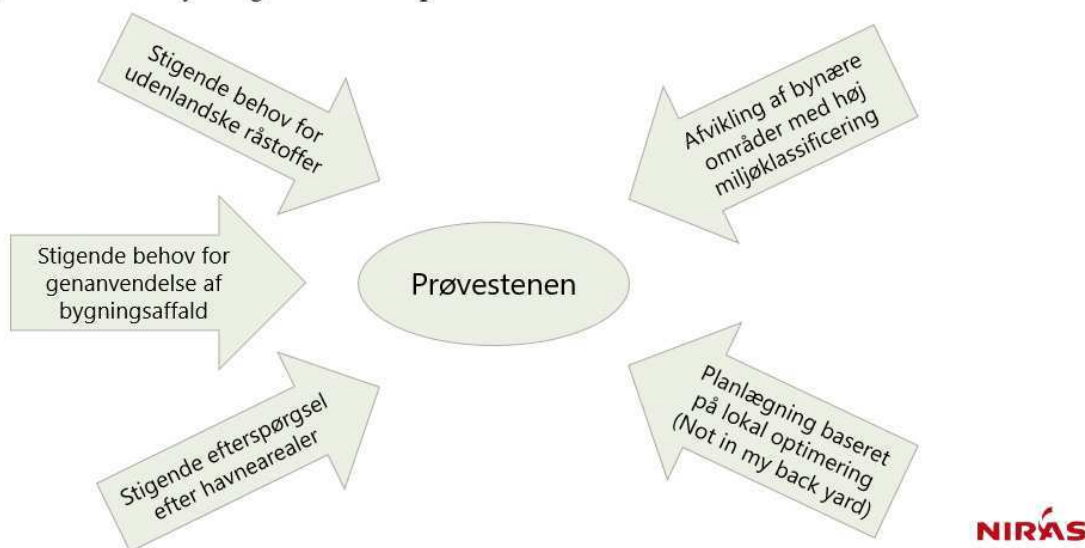 Stigende behov for
udenlandske råstoffer
Afvikling af bynære
områder med høj
miljøklassificering
Stigende behov for
genanvendelse af
bygningsaffald
Prøvestenen
Stigende efterspørgsel
efter havnearealer
Planlægning baseret
på lokal optimering
(Not in my back yard)
NIRAS